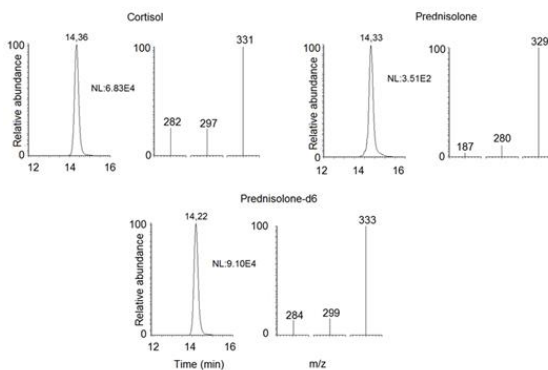 Cortisol
100
14,36
NL:6.83E4
Relative abundance
0
12 14 16
100
331
282
297
0
Prednisolone
100
14,33
NL:3.51E2
Relative abundance
0
12 14 16
100
329
187
280
0
Prednisolone-d6
100
14,22
NL:9.10E4
Relative abundance
0
12 14 16
Time (min)
100
333
284
299
0
m/z